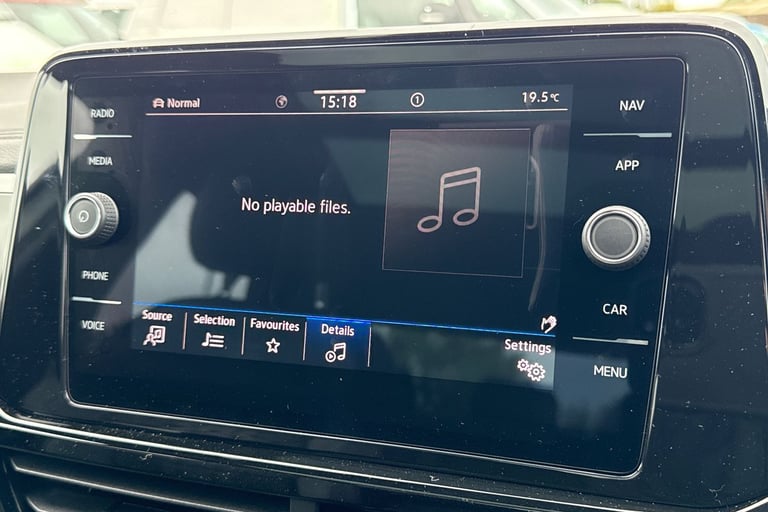 RADIO
MEDIA
PHONE
VOICE
Normal
15:18
1
19.5°C
No playable files.
Source
Selection
Favourites
Details
Settings
NAV
APP
CAR
MENU